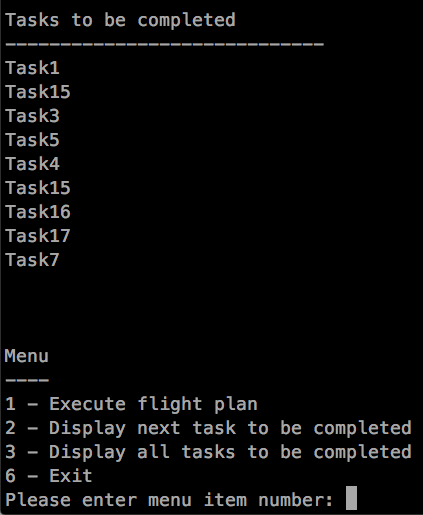 Tasks to be completed
-----------------------------
Task1
Task15
Task3
Task5
Task4
Task15
Task16
Task17
Task7
Menu
----
1 - Execute flight plan
2 - Display next task to be completed
3 - Display all tasks to be completed
6 - Exit
Please enter menu item number: